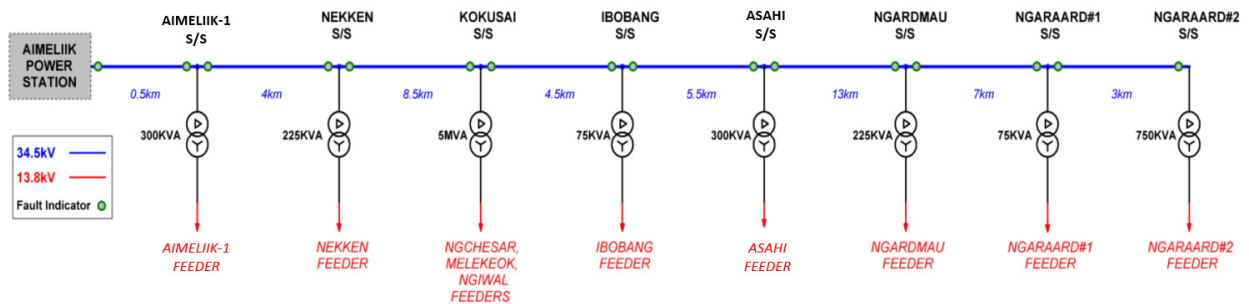 AIMELIIK-1
S/S
NEKKEN
S/S
KOKUSAI
S/S
IBOBANG
S/S
ASAHI
S/S
NGARDMAU
S/S
NGARAARD#1
S/S
NGARAARD#2
S/S
AIMELIIK
POWER
STATION
0.5km
4km
8.5km
4.5km
5.5km
13km
7km
3km
300KVA
225KVA
5MVA
75KVA
300KVA
225KVA
75KVA
750KVA
34.5kV
13.8kV
Fault Indicator
AIMELIIK-1
FEEDER
NEKKEN
FEEDER
NGCHESAR,
MELEKEOK,
NGIWAL
FEEDERS
IBOBANG
FEEDER
ASAHI
FEEDER
NGARDMAU
FEEDER
NGARAARD#1
FEEDER
NGARAARD#2
FEEDER